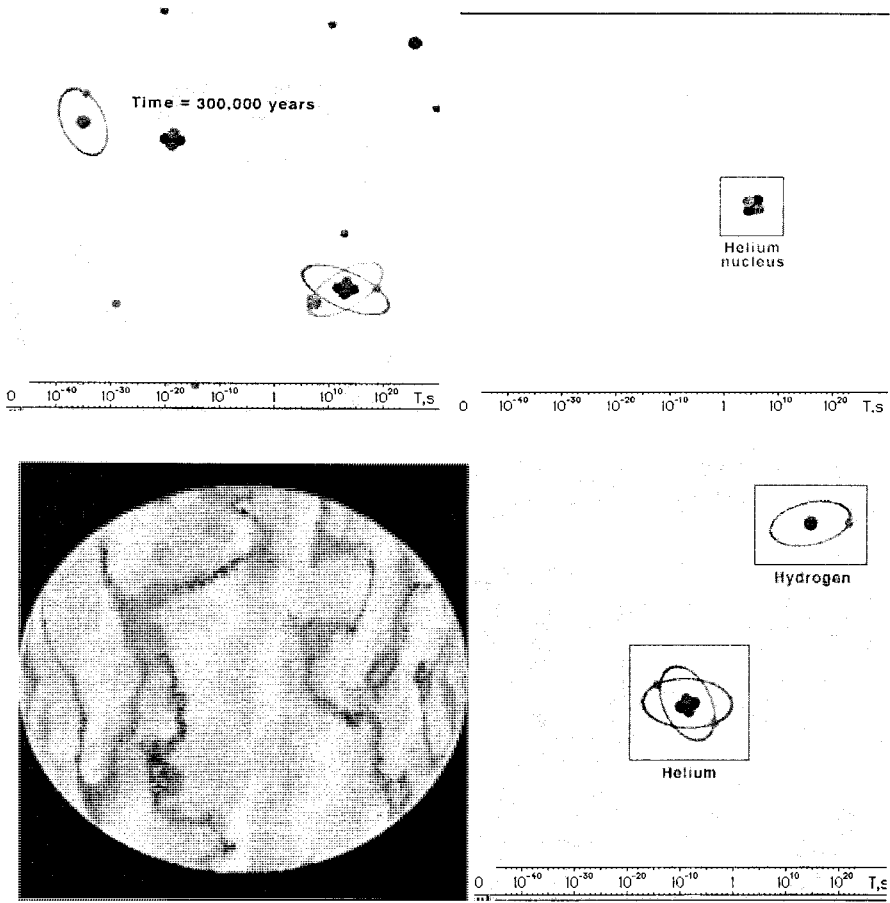 Time = 300,000 years
0 10⁻⁴⁰ 10⁻³⁰ 10⁻²⁰ 10⁻¹⁰ 1 10¹⁰ 10²⁰ T,s
Helium
nucleus
0 10⁻⁴⁰ 10⁻³⁰ 10⁻²⁰ 10⁻¹⁰ 1 10¹⁰ 10²⁰ T,s
Hydrogen
Helium
0 10⁻⁴⁰ 10⁻³⁰ 10⁻²⁰ 10⁻¹⁰ 1 10¹⁰ 10²⁰ T,s